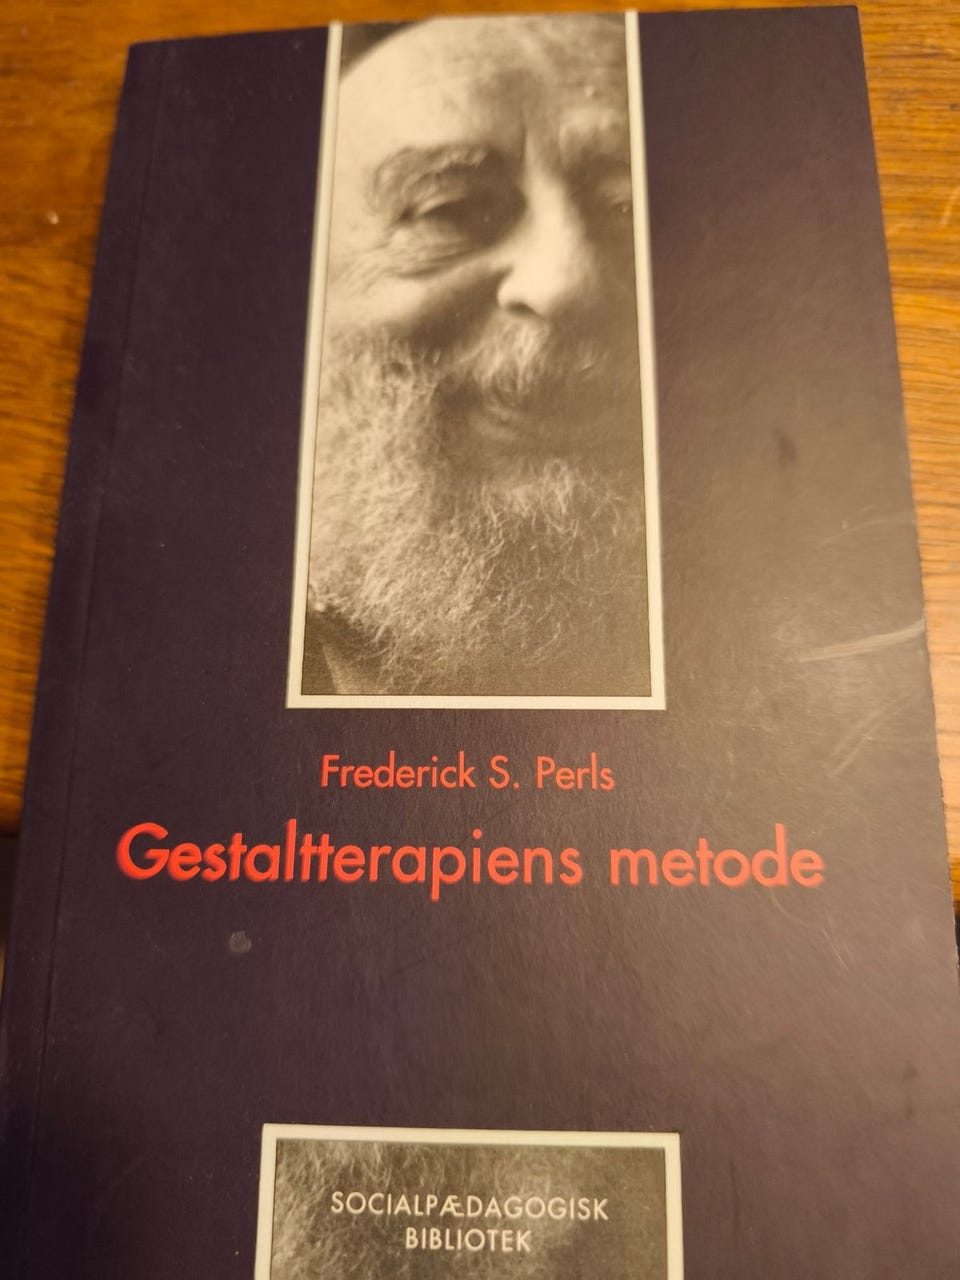 Frederick S. Perls
Gestaltterapiens metode
SOCIALPÆDAGOGISK
BIBLIOTEK